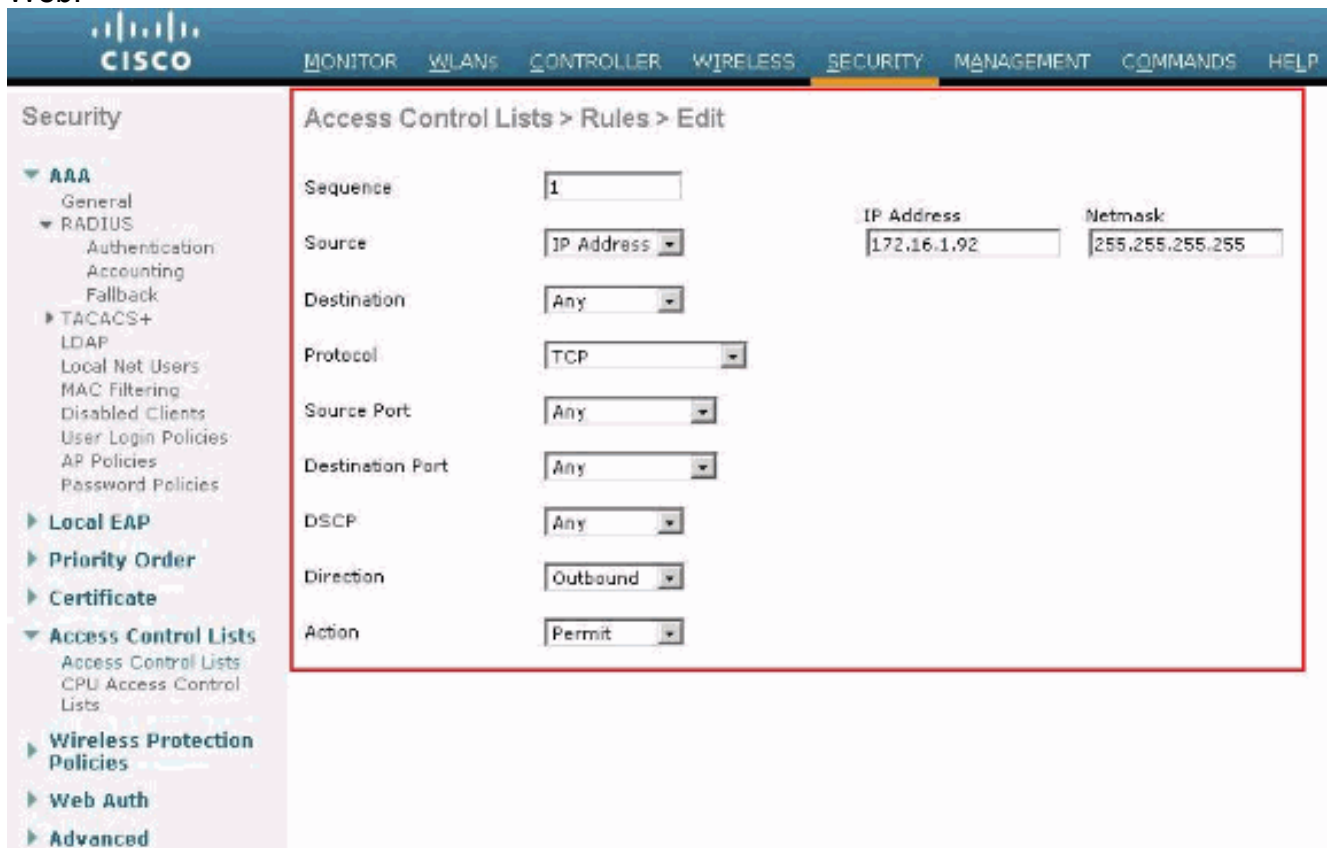 CISCO
MONITOR WLANs CONTROLLER WIRELESS SECURITY MANAGEMENT COMMANDS HELP
Security
AAA
General
RADIUS
Authentication
Accounting
Fallback
TACACS+
LDAP
Local Net Users
MAC Filtering
Disabled Clients
User Login Policies
AP Policies
Password Policies
Local EAP
Priority Order
Certificate
Access Control Lists
Access Control Lists
CPU Access Control
Lists
Wireless Protection
Policies
Web Auth
Advanced
Access Control Lists > Rules > Edit
Sequence 1
IP Address Netmask
Source IP Address 172.16.1.92 255.255.255.255
Destination Any
Protocol TCP
Source Port Any
Destination Port Any
DSCP Any
Direction Outbound
Action Permit